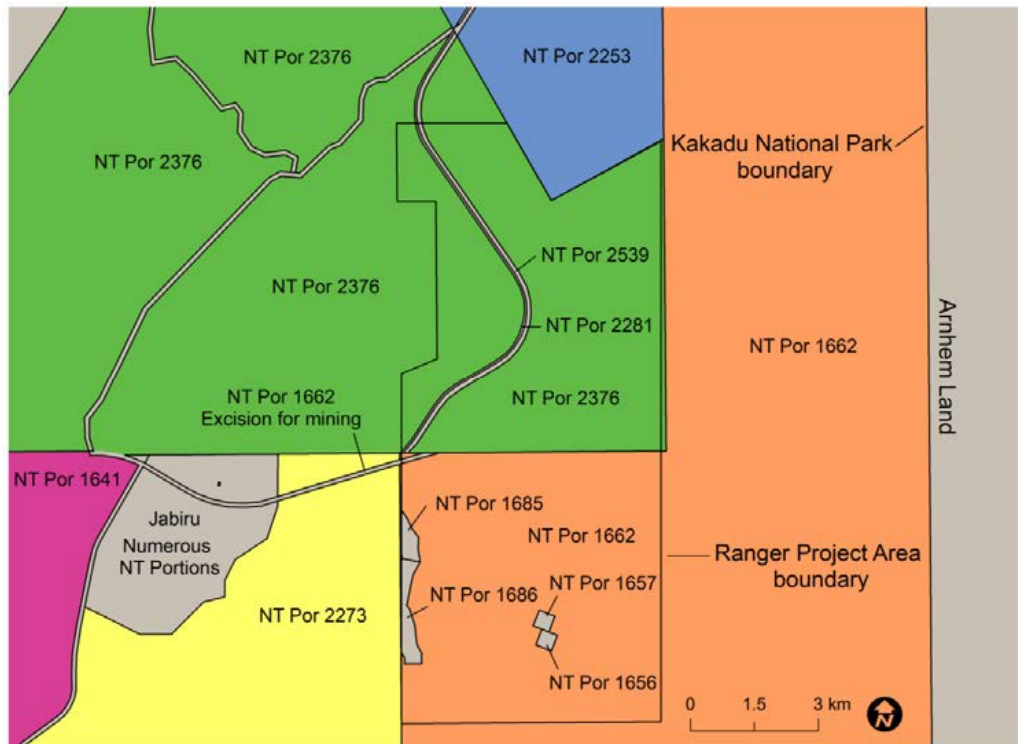 NT Por 2376
NT Por 2253
Kakadu National Park
boundary
NT Por 2376
NT Por 2539
NT Por 2376
NT Por 2281
Arnhem Land
NT Por 1662
NT Por 1662
Excision for mining
NT Por 2376
NT Por 1641
Jabiru
Numerous
NT Portions
NT Por 1685
NT Por 1662
Ranger Project Area
boundary
NT Por 1657
NT Por 1686
NT Por 2273
NT Por 1656
0 1.5 3 km
N